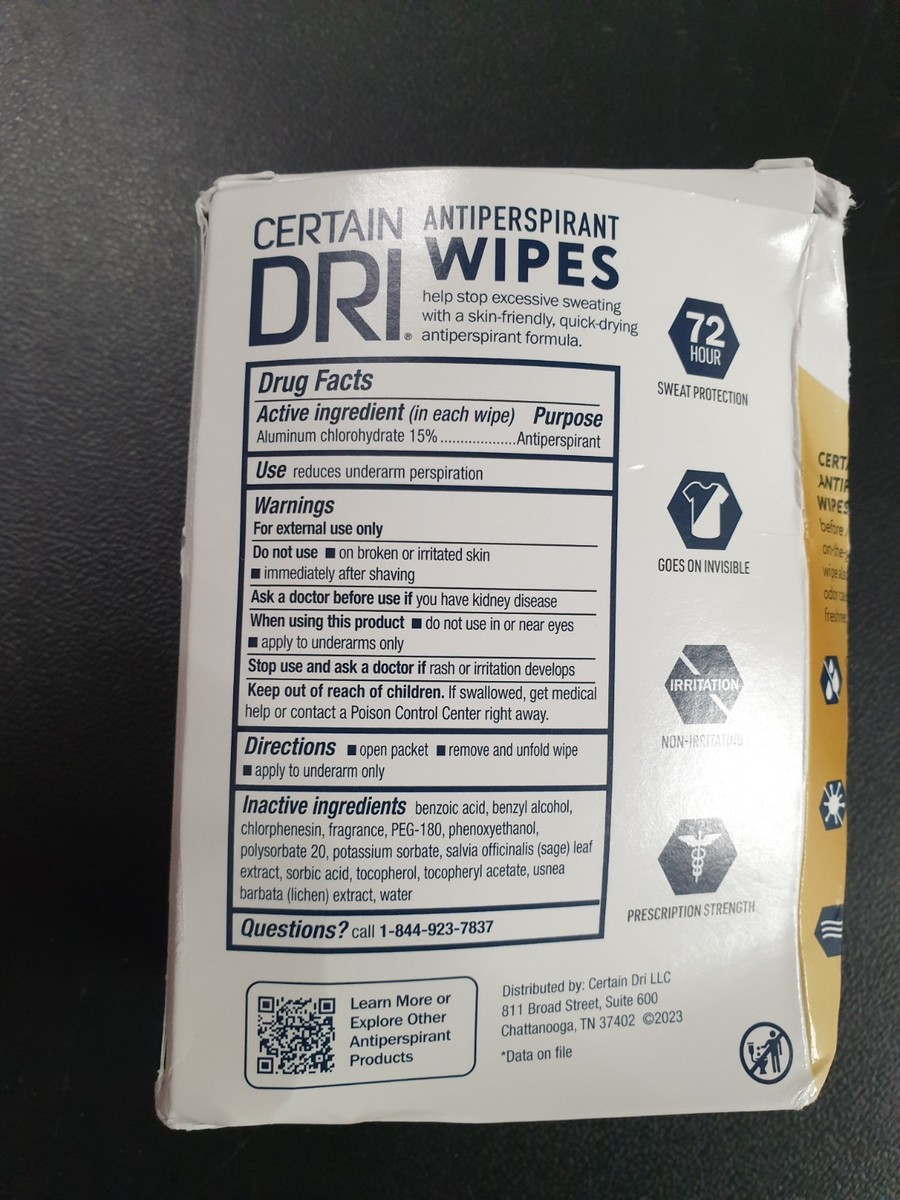 CERTAIN
DRI®
ANTIPERSPIRANT
WIPES
help stop excessive sweating
with a skin-friendly, quick-drying
antiperspirant formula.
Drug Facts
Active ingredient (in each wipe) Purpose
Aluminum chlorohydrate 15%...................Antiperspirant
Use reduces underarm perspiration
Warnings
For external use only
Do not use ■ on broken or irritated skin
■ immediately after shaving
Ask a doctor before use if you have kidney disease
When using this product ■ do not use in or near eyes
■ apply to underarms only
Stop use and ask a doctor if rash or irritation develops
Keep out of reach of children. If swallowed, get medical
help or contact a Poison Control Center right away.
Directions ■ open packet ■ remove and unfold wipe
■ apply to underarm only
Inactive ingredients benzoic acid, benzyl alcohol,
chlorphenesin, fragrance, PEG-180, phenoxyethanol,
polysorbate 20, potassium sorbate, salvia officinalis (sage) leaf
extract, sorbic acid, tocopherol, tocopheryl acetate, usnea
barbata (lichen) extract, water
Questions? call 1-844-923-7837
72
HOUR
SWEAT PROTECTION
GOES ON INVISIBLE
IRRITATION
NON-IRRITATING
PRESCRIPTION STRENGTH
Learn More or
Explore Other
Antiperspirant
Products
Distributed by: Certain Dri LLC
811 Broad Street, Suite 600
Chattanooga, TN 37402 ©2023
*Data on file
WIPES
before